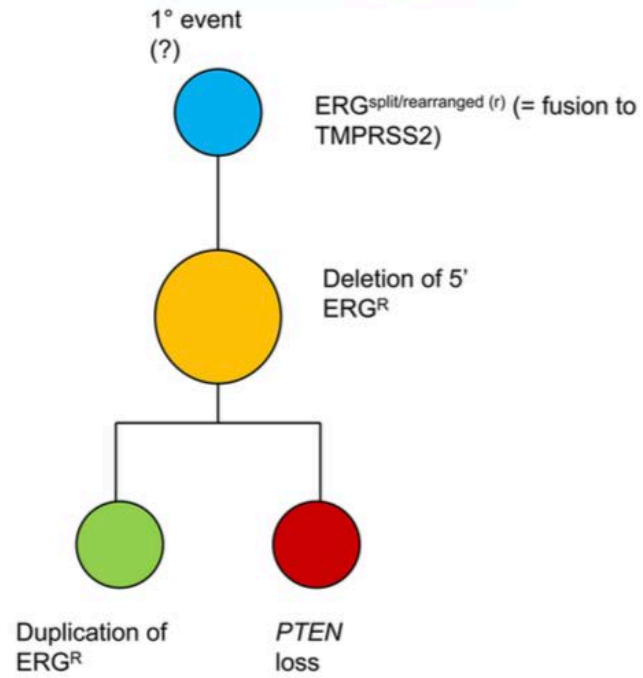 1° event
(?)
ERGsplit/rearranged (r) (= fusion to
TMPRSS2)
Deletion of 5’
ERGR
Duplication of
ERGR
PTEN
loss